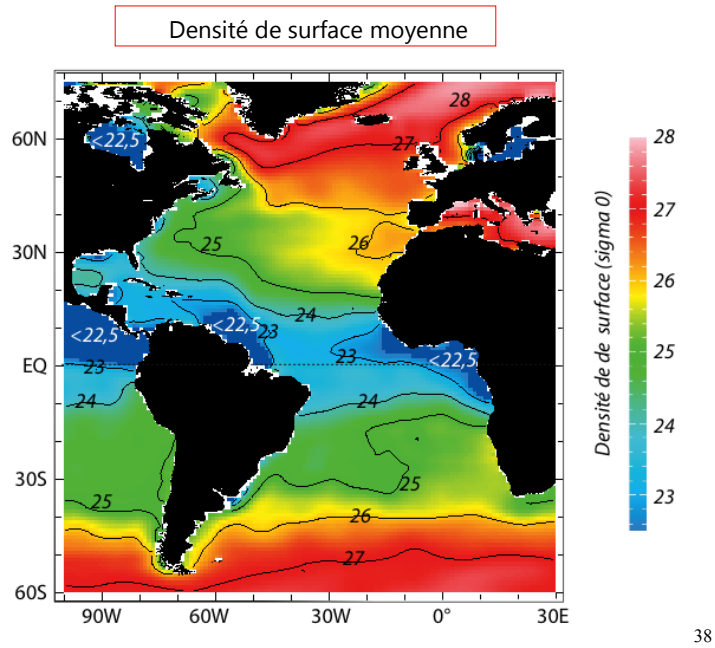 Densité de surface moyenne
28
60N
<22,5
27
25
26
30N
24
<22,5
<22,5
23
23
<22,5
EQ
23
24
24
30S
25
25
26
27
60S
90W
60W
30W
0°
30E
28
27
26
25
24
23
Densité de de surface (sigma 0)
38